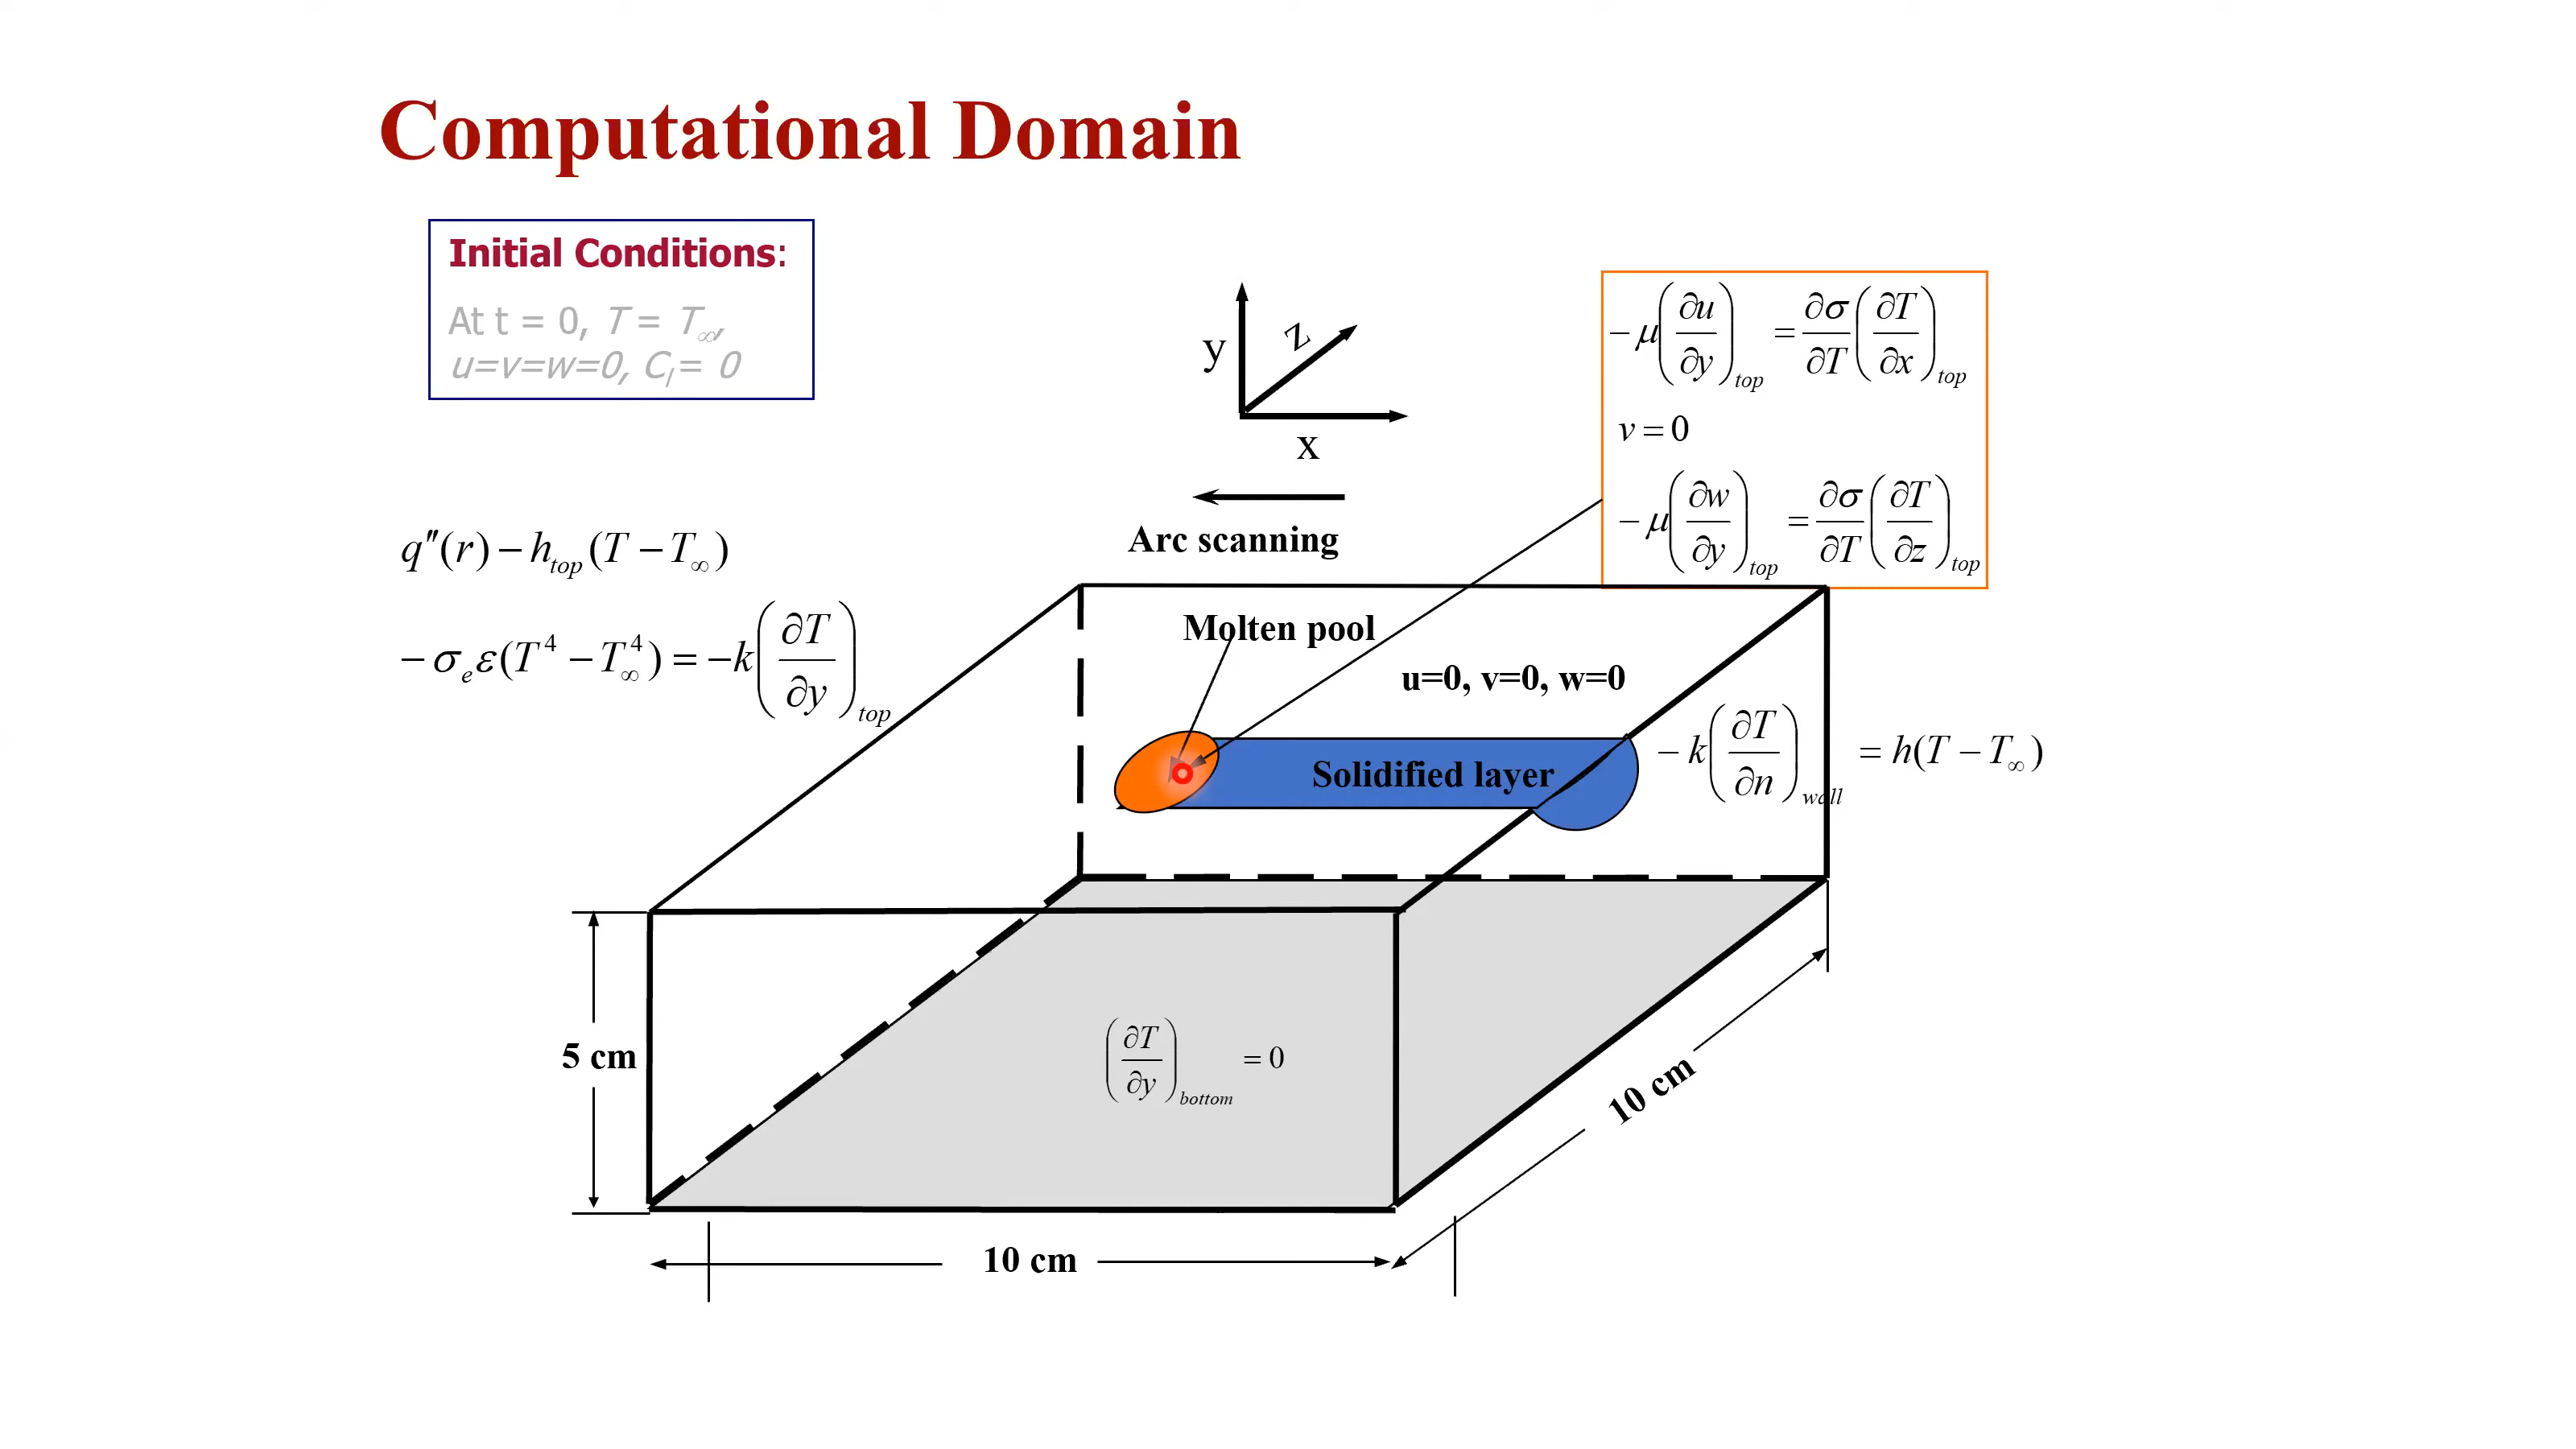 Computational Domain
Initial Conditions:
At t = 0, T = T∞,
u=v=w=0, Cₗ= 0
y
z
x
Arc scanning
−μ(∂u/∂y)top = ∂σ/∂T (∂T/∂x)top
v = 0
−μ(∂w/∂y)top = ∂σ/∂T (∂T/∂z)top
q″(r) − htop(T − T∞)
− σeε(T⁴ − T∞⁴) = −k(∂T/∂y)top
Molten pool
u=0, v=0, w=0
Solidified layer
−k(∂T/∂n)wall = h(T − T∞)
(∂T/∂y)bottom = 0
5 cm
10 cm
10 cm